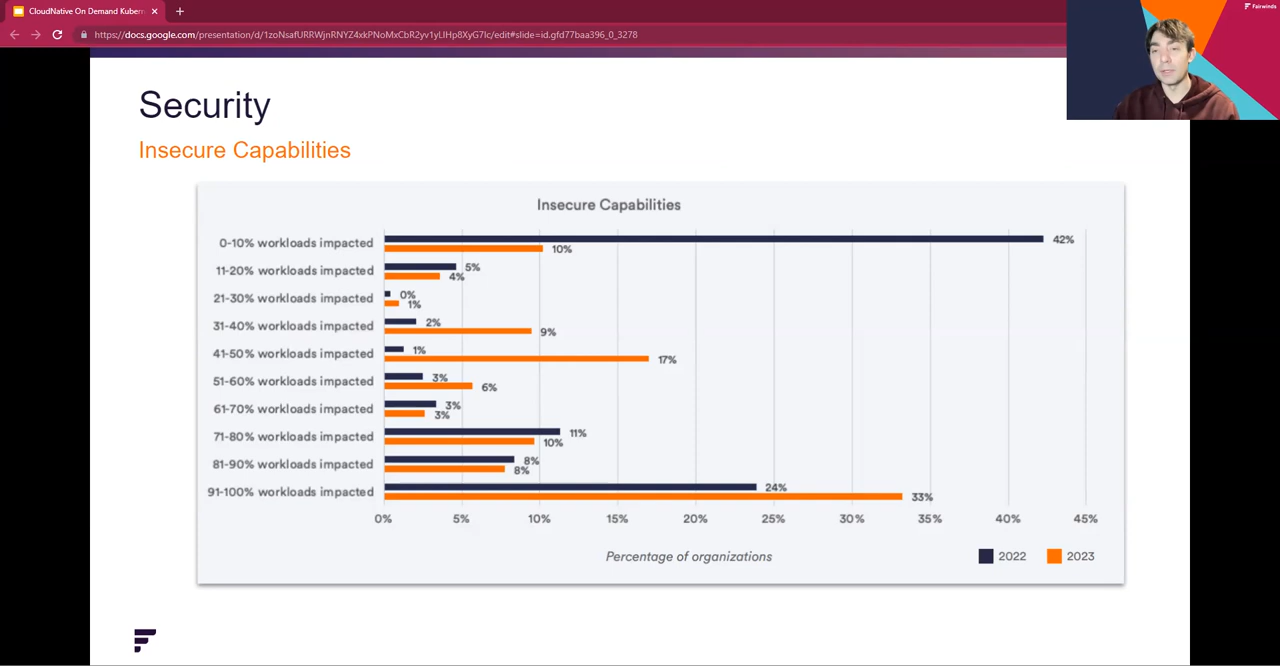 CloudNative On Demand Kuber
https://docs.google.com/presentation/d/1zoNsafURRWjnRNYZ4xkPNoMxCbR2yv1yLIHp8XyG7Ic/edit#slide=id.gfd77baa396_0_3278
Fairwinds
Security
Insecure Capabilities
Insecure Capabilities
0-10% workloads impacted
42%
10%
11-20% workloads impacted
5%
4%
21-30% workloads impacted
0%
1%
31-40% workloads impacted
2%
9%
41-50% workloads impacted
1%
17%
51-60% workloads impacted
3%
6%
61-70% workloads impacted
3%
3%
71-80% workloads impacted
11%
10%
81-90% workloads impacted
8%
8%
91-100% workloads impacted
24%
33%
0% 5% 10% 15% 20% 25% 30% 35% 40% 45%
Percentage of organizations
2022 2023